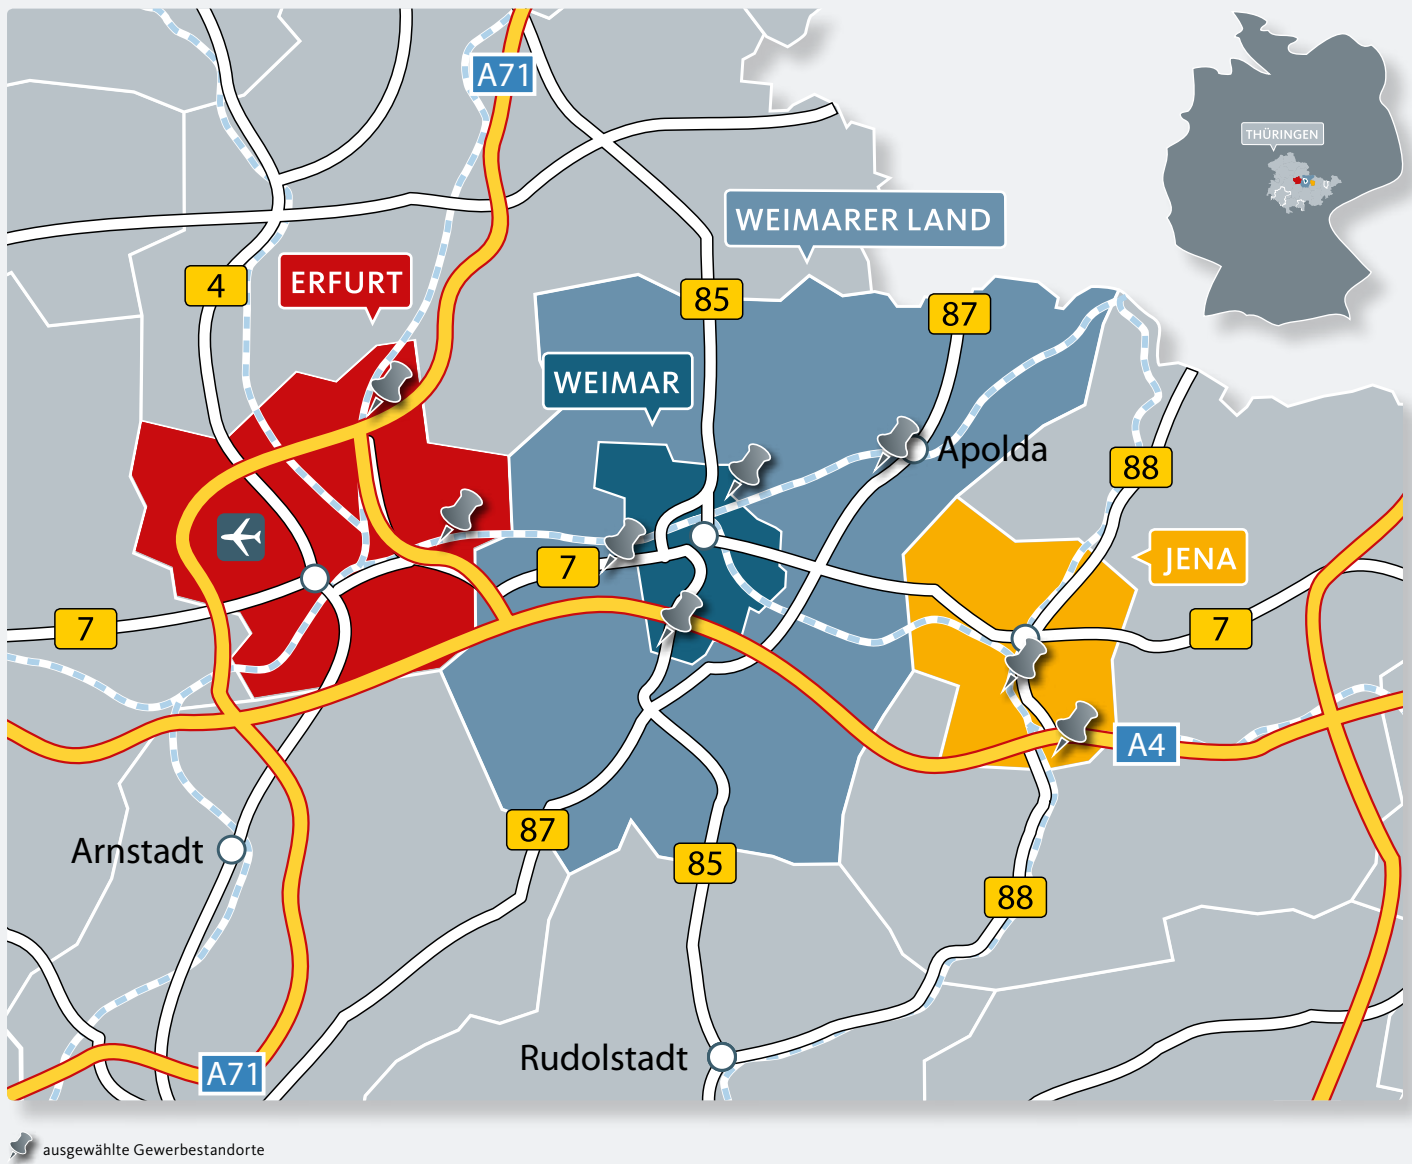 A71
THÜRINGEN
WEIMARER LAND
ERFURT
4
85
87
WEIMAR
Apolda
88
JENA
7
7
7
A4
87
Arnstadt
85
88
Rudolstadt
A71
ausgewählte Gewerbestandorte